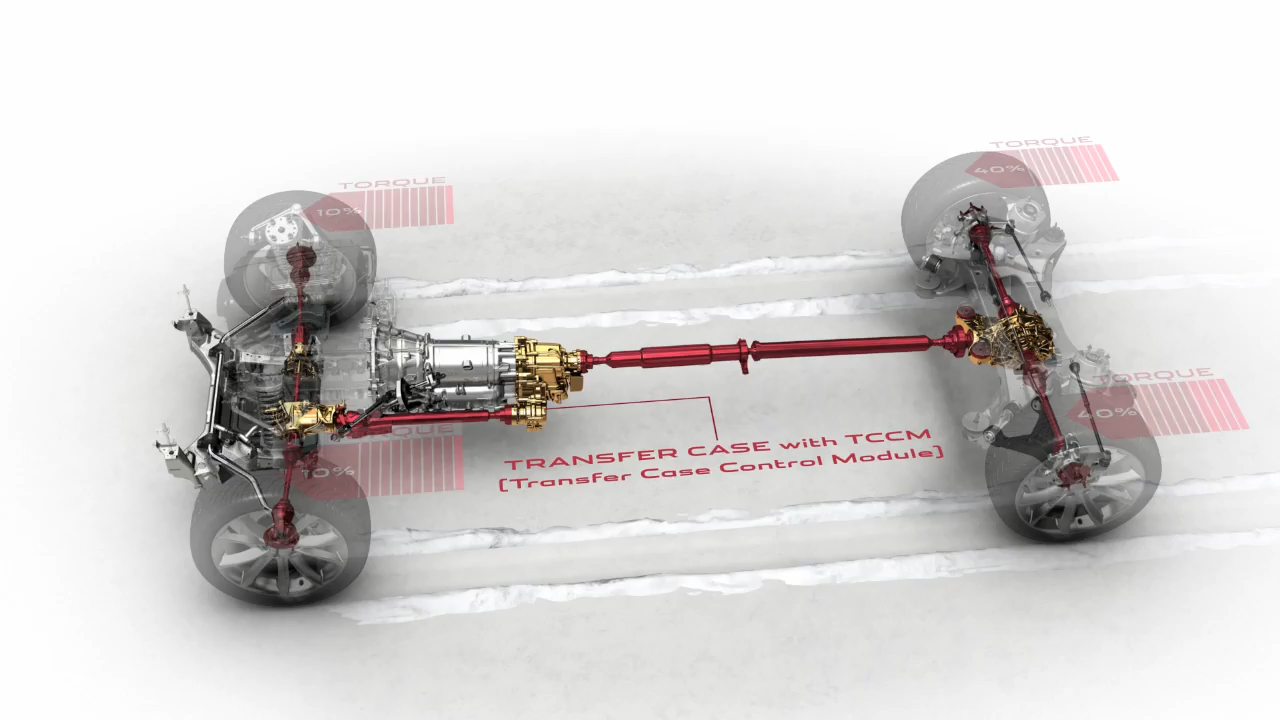 TORQUE
40%
TORQUE
10%
TORQUE
40%
TORQUE
10%
TRANSFER CASE with TCCM
[Transfer Case Control Module]